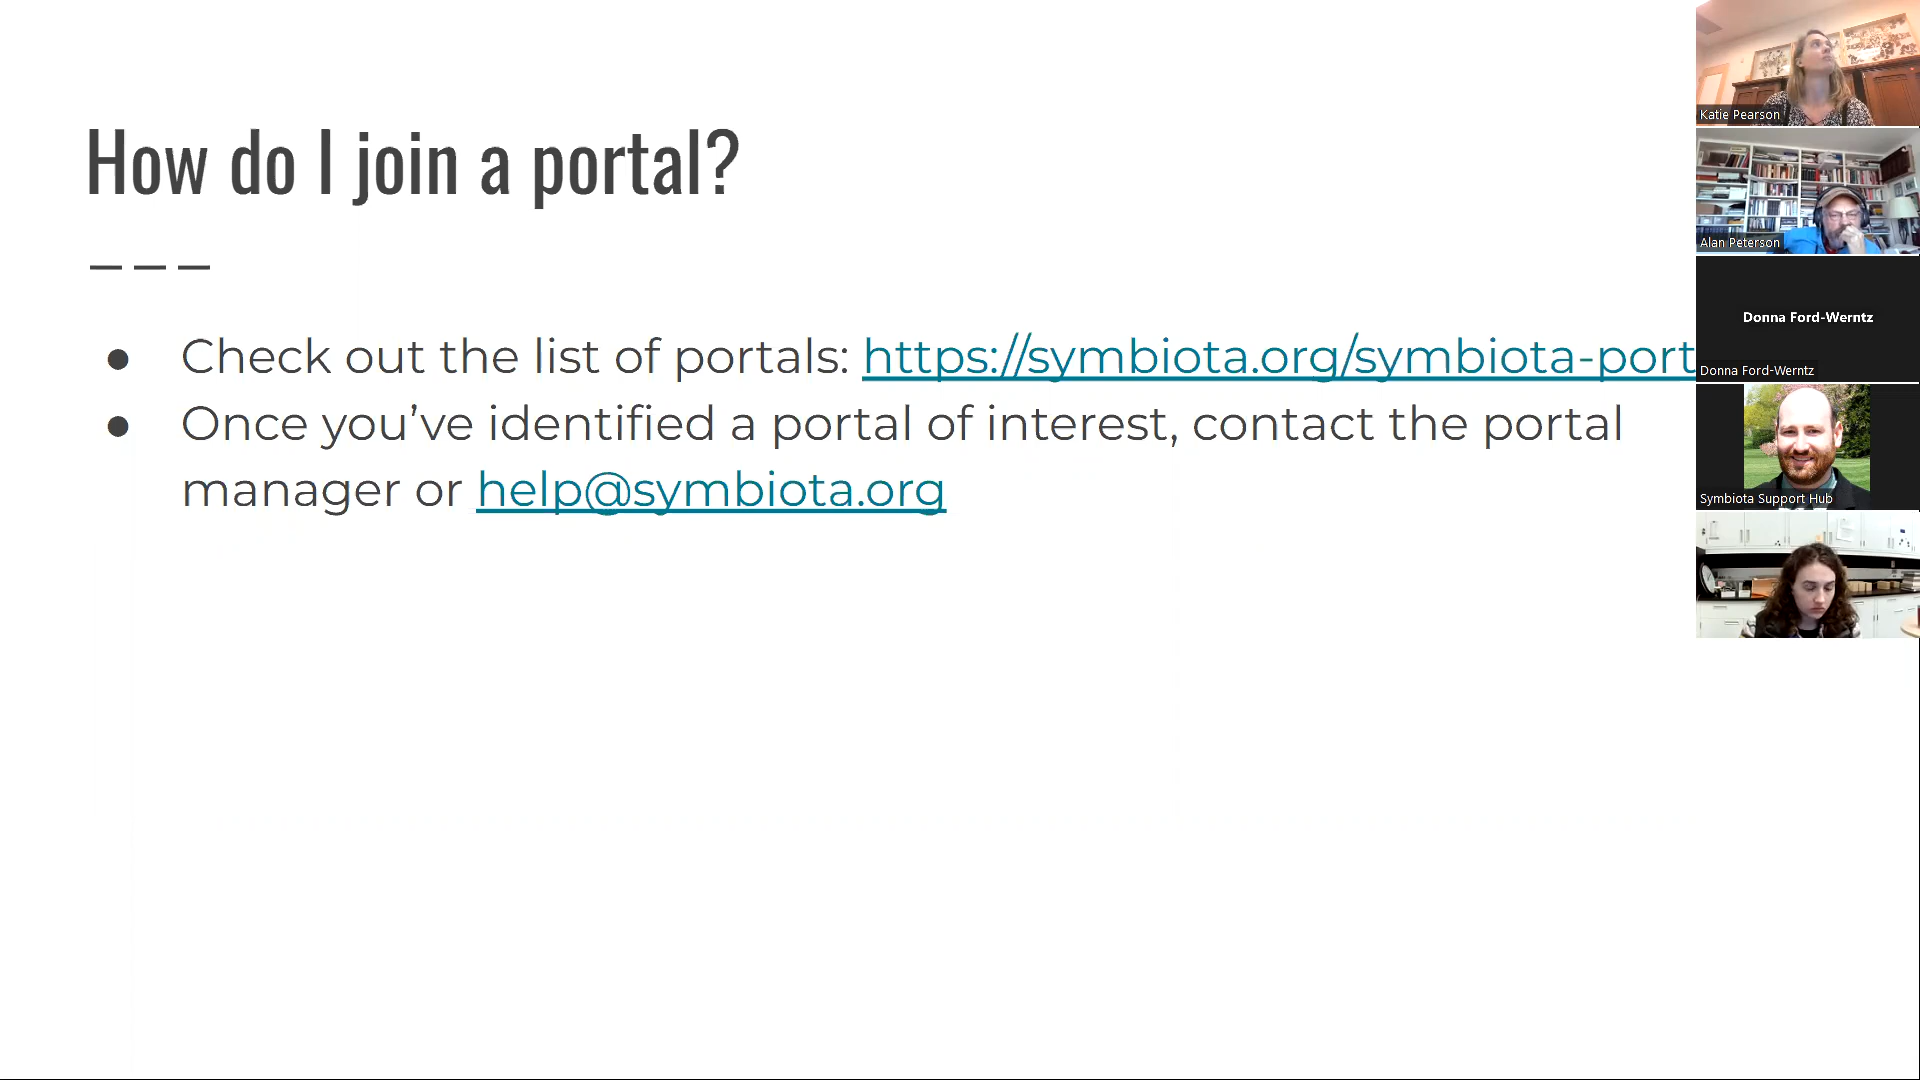 How do I join a portal?
● Check out the list of portals: https://symbiota.org/symbiota-port
● Once you’ve identified a portal of interest, contact the portal
manager or help@symbiota.org
Katie Pearson
Alan Peterson
Donna Ford-Werntz
Donna Ford-Werntz
Symbiota Support Hub